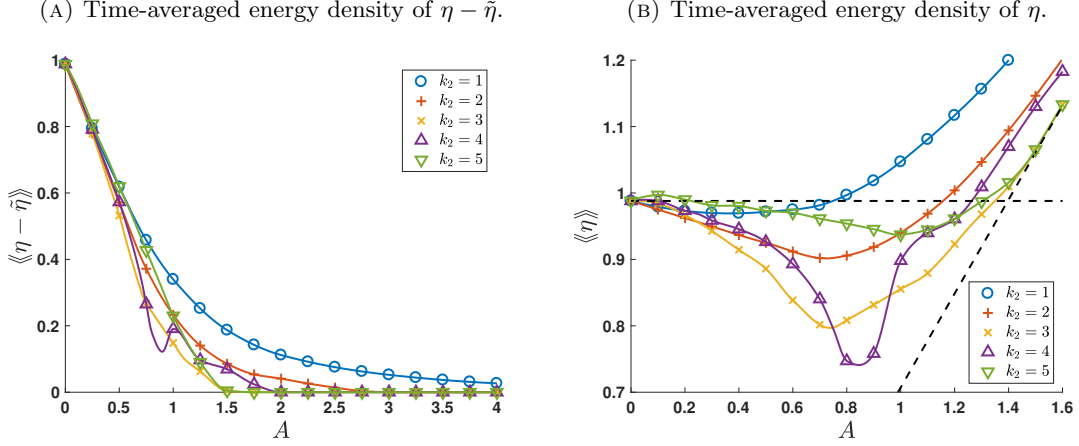 (A) Time-averaged energy density of η − η̃.
1
0.8
0.6
0.4
0.2
0
0 0.5 1 1.5 2 2.5 3 3.5 4
A
⟪η − η̃⟫
k₂ = 1
k₂ = 2
k₂ = 3
k₂ = 4
k₂ = 5
(B) Time-averaged energy density of η.
1.2
1.1
1
0.9
0.8
0.7
0 0.2 0.4 0.6 0.8 1 1.2 1.4 1.6
A
⟪η⟫
k₂ = 1
k₂ = 2
k₂ = 3
k₂ = 4
k₂ = 5